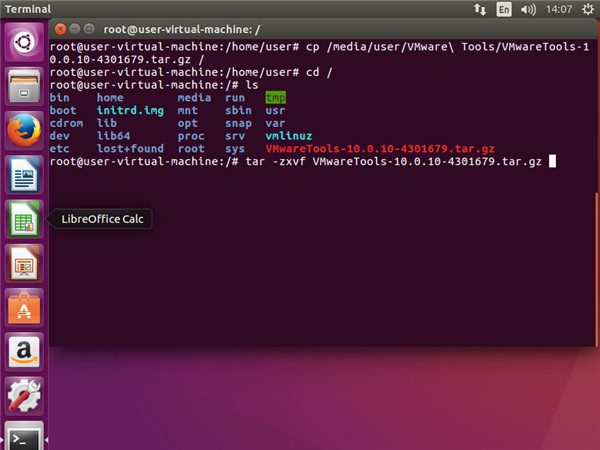 Terminal
En
14:07
root@user-virtual-machine: /
root@user-virtual-machine:/home/user# cp /media/user/VMware\ Tools/VMwareTools-1
0.0.10-4301679.tar.gz /
root@user-virtual-machine:/home/user# cd /
root@user-virtual-machine:/# ls
bin home media run tmp
boot initrd.img mnt sbin usr
cdrom lib opt snap var
dev lib64 proc srv vmlinuz
etc lost+found root sys VMwareTools-10.0.10-4301679.tar.gz
root@user-virtual-machine:/# tar -zxvf VMwareTools-10.0.10-4301679.tar.gz
LibreOffice Calc